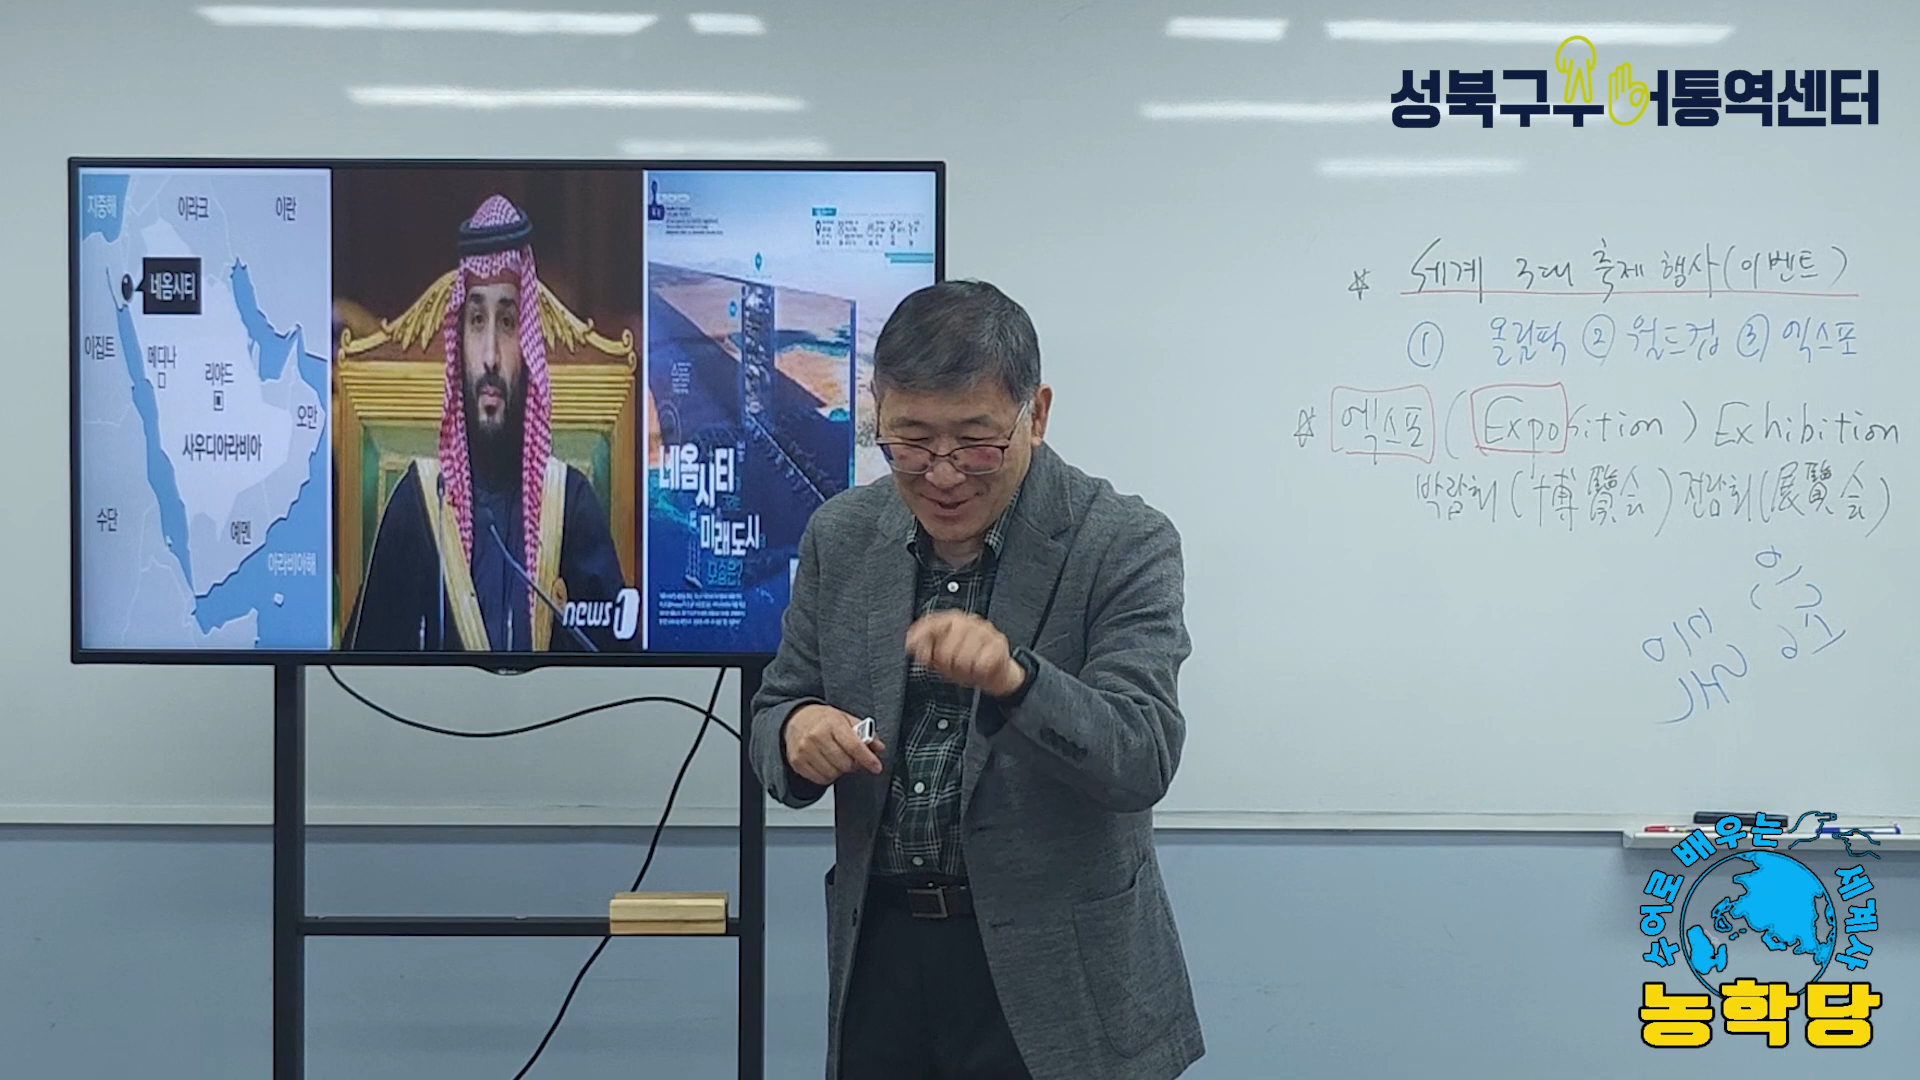 성북구수어통역센터
지중해
이라크
이란
네옴시티
이집트
메디나
리야드
사우디아라비아
오만
수단
예멘
아라비아해
news1
네옴시티
미래도시
모습은?
* 세계 3대 축제 행사(이벤트)
① 올림픽 ② 월드컵 ③ 엑스포
* 엑스포 (Exposition) Exhibition
박람회(博覽会) 전람회(展覽会)
수어로 배우는 세계사
농학당